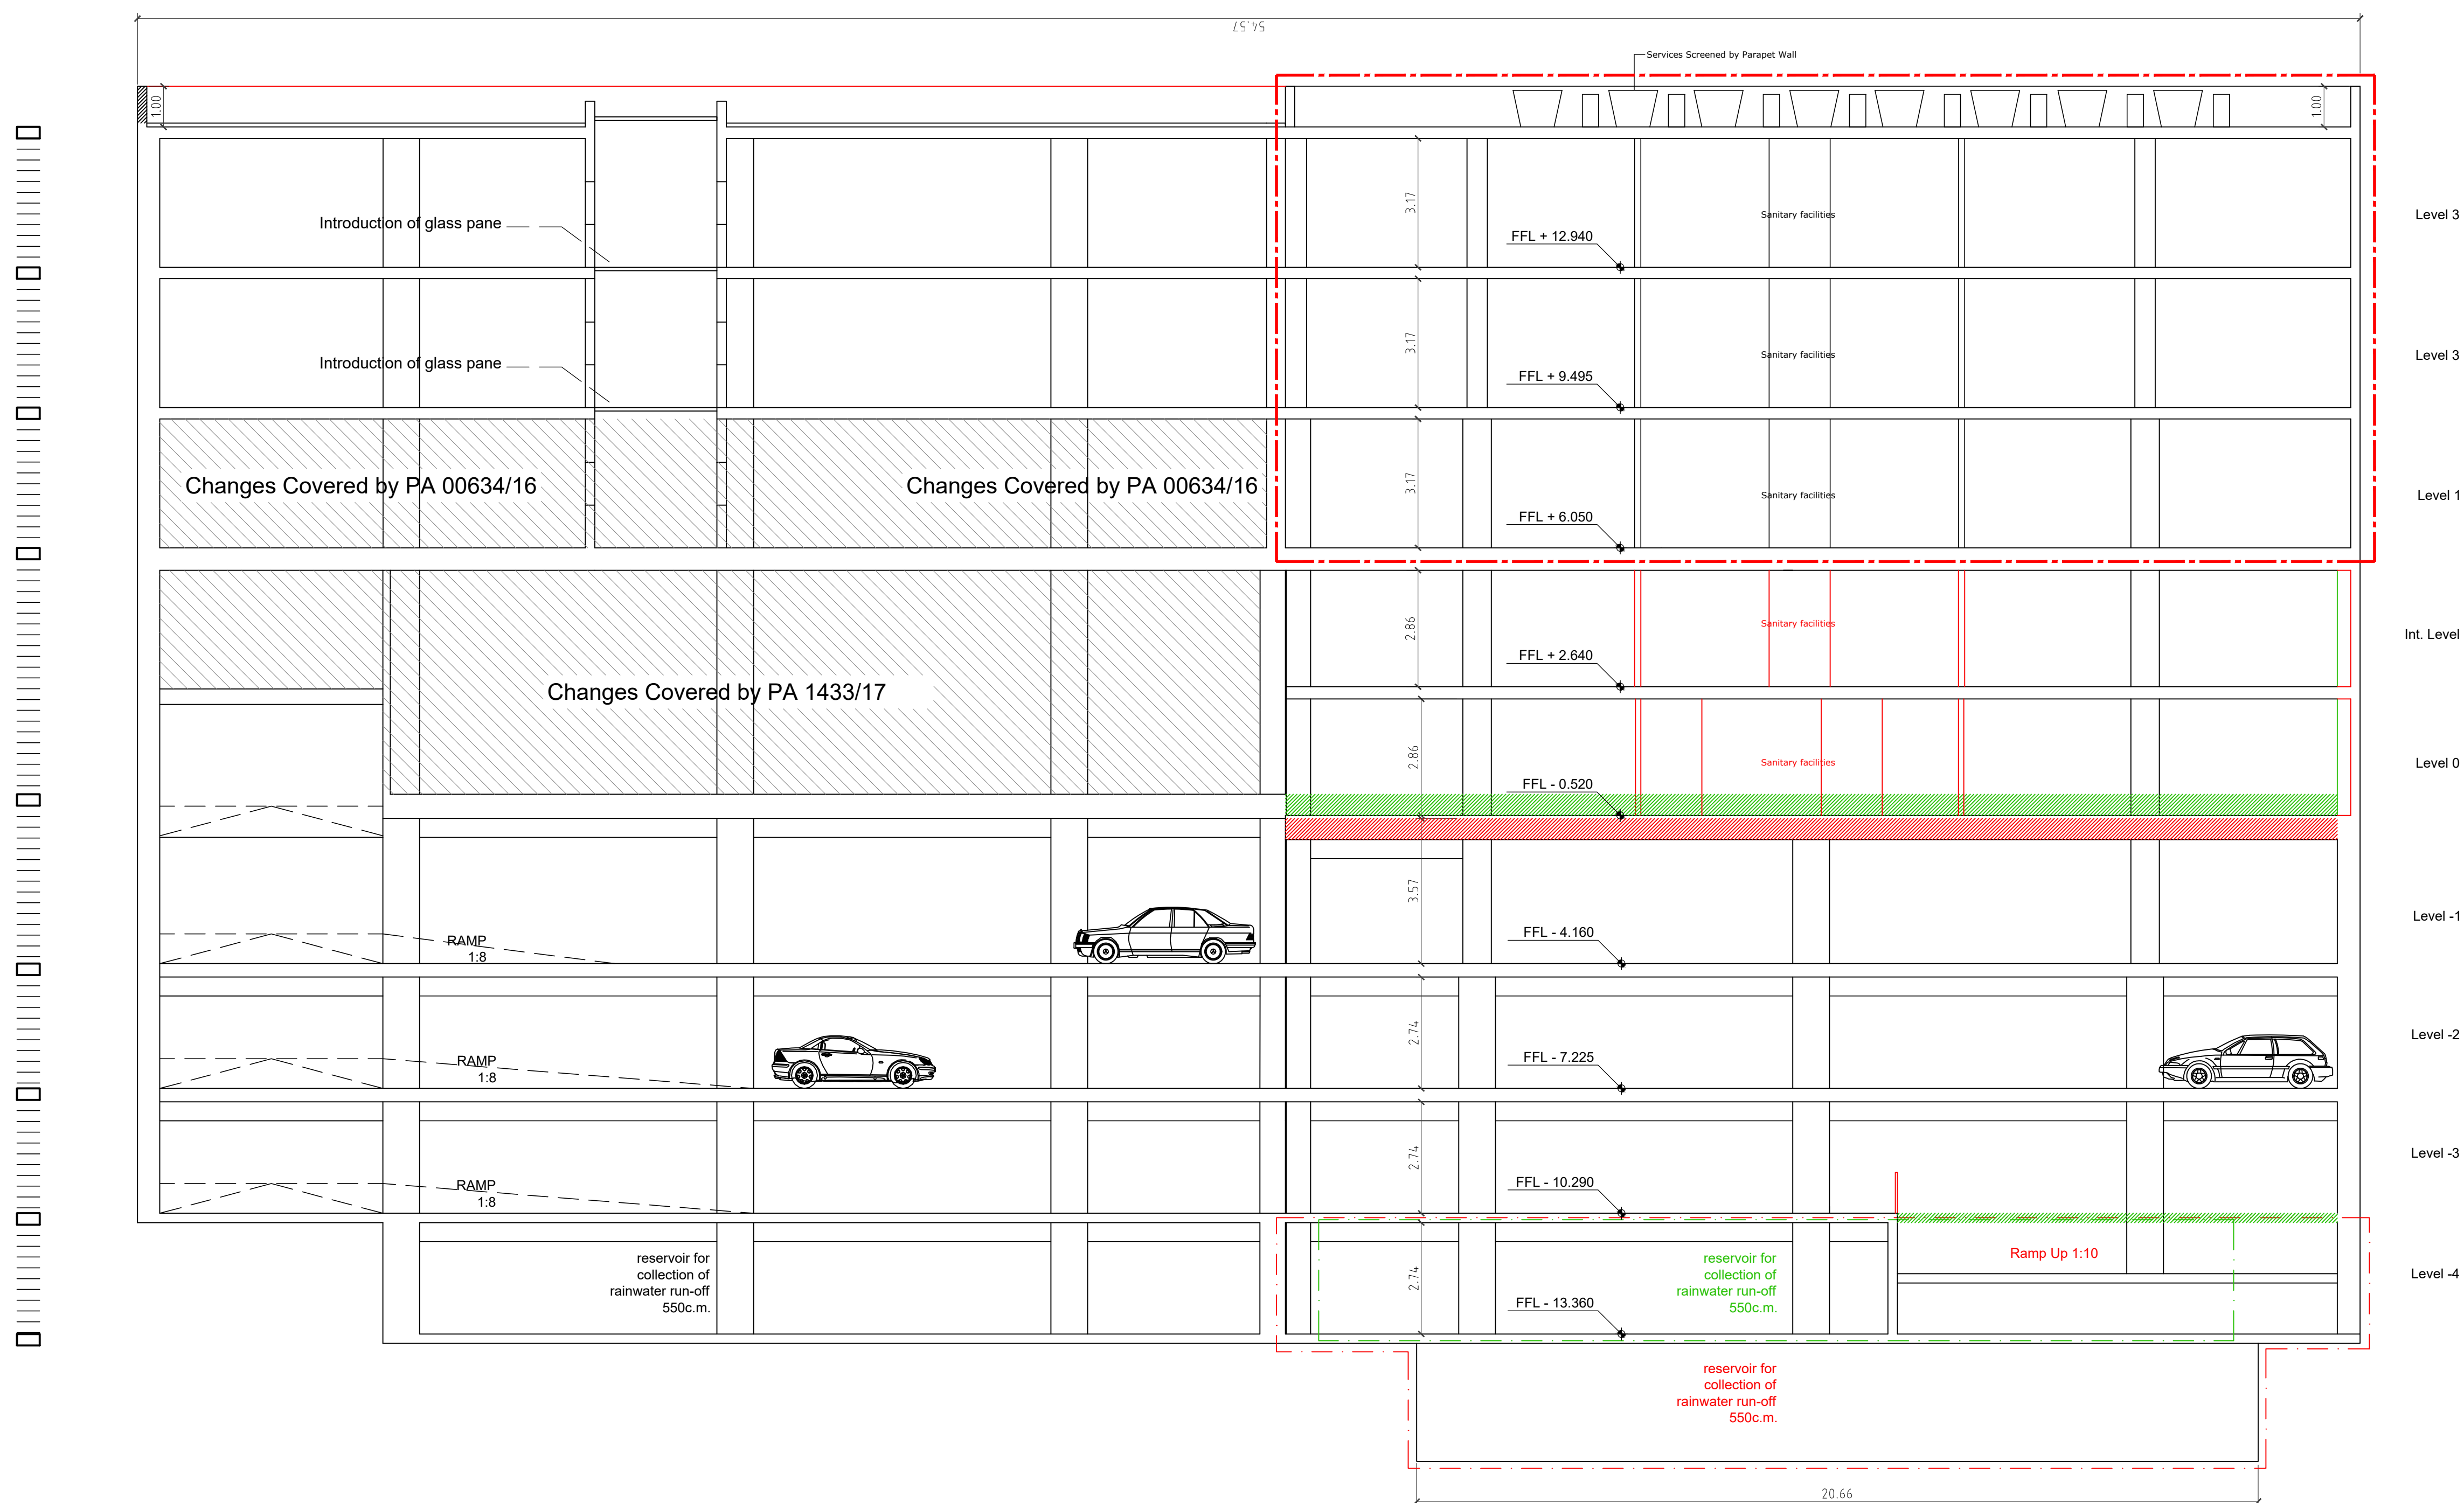 54.57
Services Screened by Parapet Wall
1.00
1.00
3.17
Sanitary facilities
Level 3
Introduction of glass pane
FFL + 12.940
3.17
Sanitary facilities
Level 3
Introduction of glass pane
FFL + 9.495
Changes Covered by PA 00634/16
Changes Covered by PA 00634/16
3.17
Sanitary facilities
Level 1
FFL + 6.050
2.86
Sanitary facilities
Int. Level
FFL + 2.640
Changes Covered by PA 1433/17
2.86
Sanitary facilities
Level 0
FFL - 0.520
3.57
Level -1
RAMP
1:8
FFL - 4.160
2.74
Level -2
RAMP
1:8
FFL - 7.225
2.74
Level -3
RAMP
1:8
FFL - 10.290
reservoir for
collection of
rainwater run-off
550c.m.
2.74
reservoir for
collection of
rainwater run-off
550c.m.
Ramp Up 1:10
Level -4
FFL - 13.360
reservoir for
collection of
rainwater run-off
550c.m.
20.66